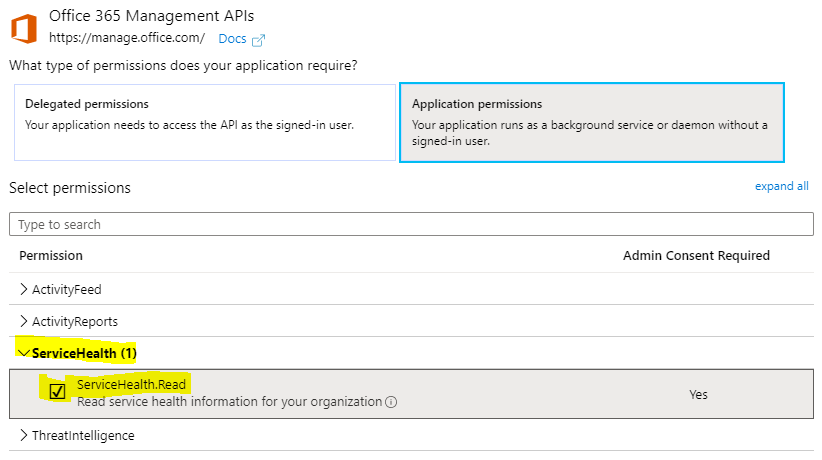 Office 365 Management APIs
https://manage.office.com/ Docs
What type of permissions does your application require?
Delegated permissions
Your application needs to access the API as the signed-in user.
Application permissions
Your application runs as a background service or daemon without a
signed-in user.
Select permissions
expand all
Type to search
Permission
Admin Consent Required
ActivityFeed
ActivityReports
ServiceHealth (1)
ServiceHealth.Read
Read service health information for your organization
Yes
ThreatIntelligence